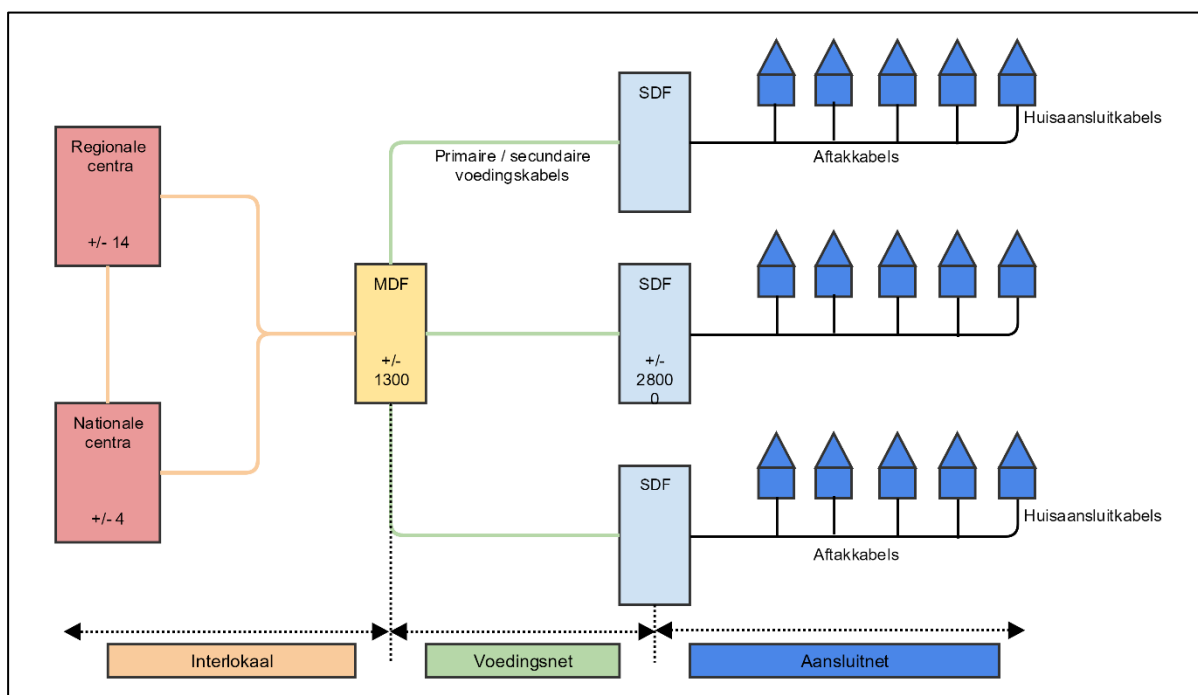 SDF
Huisaansluitkabels
Aftakkabels
Primaire / secundaire
voedingskabels
Regionale
centra
+/- 14
MDF
+/-
1300
SDF
+/-
2800
0
Nationale
centra
+/- 4
SDF
Huisaansluitkabels
Aftakkabels
Interlokaal
Voedingsnet
Aansluitnet